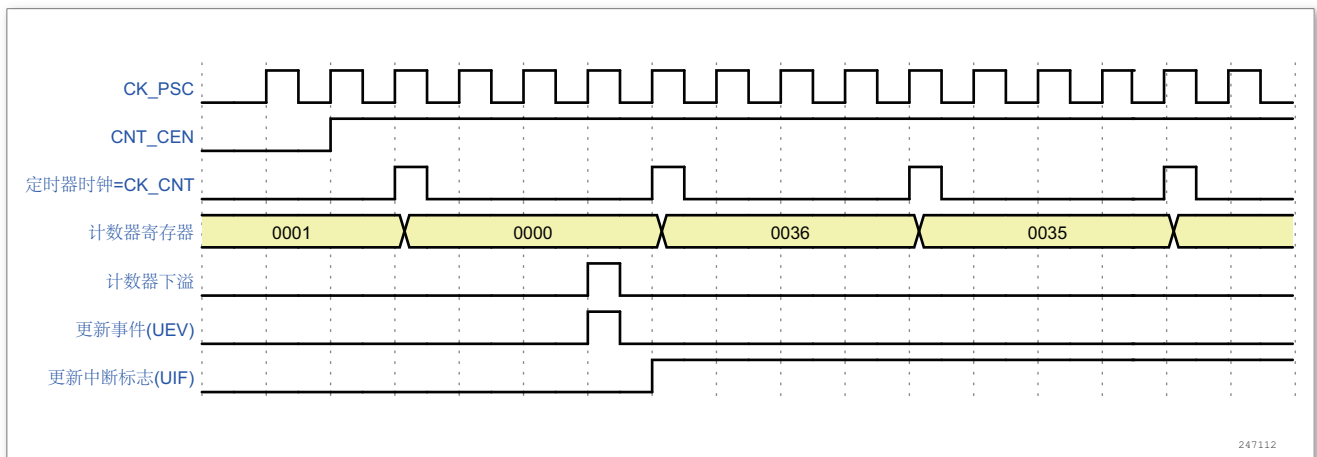 CK_PSC
CNT_CEN
定时器时钟=CK_CNT
计数器寄存器 0001 0000 0036 0035
计数器下溢
更新事件(UEV)
更新中断标志(UIF)
247112